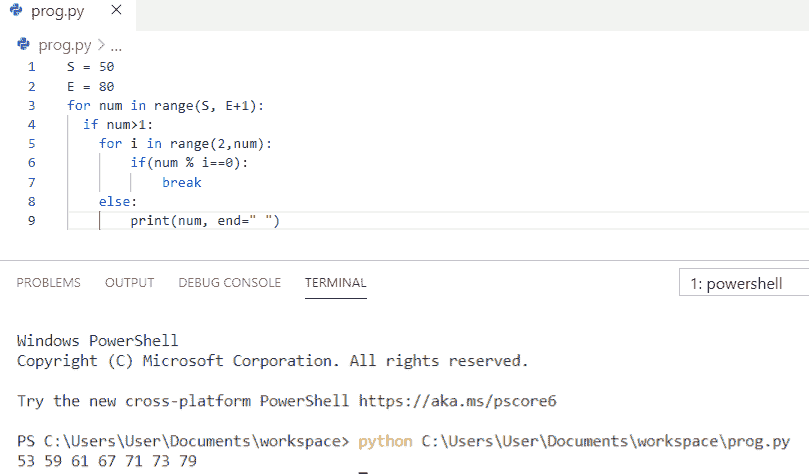 prog.py ×
prog.py > ...
1 S = 50
2 E = 80
3 for num in range(S, E+1):
4   if num>1:
5     for i in range(2,num):
6         if(num % i==0):
7             break
8     else:
9         print(num, end=" ")
PROBLEMS OUTPUT DEBUG CONSOLE TERMINAL 1: powershell
Windows PowerShell
Copyright (C) Microsoft Corporation. All rights reserved.
Try the new cross-platform PowerShell https://aka.ms/pscore6
PS C:\Users\User\Documents\workspace> python C:\Users\User\Documents\workspace\prog.py
53 59 61 67 71 73 79